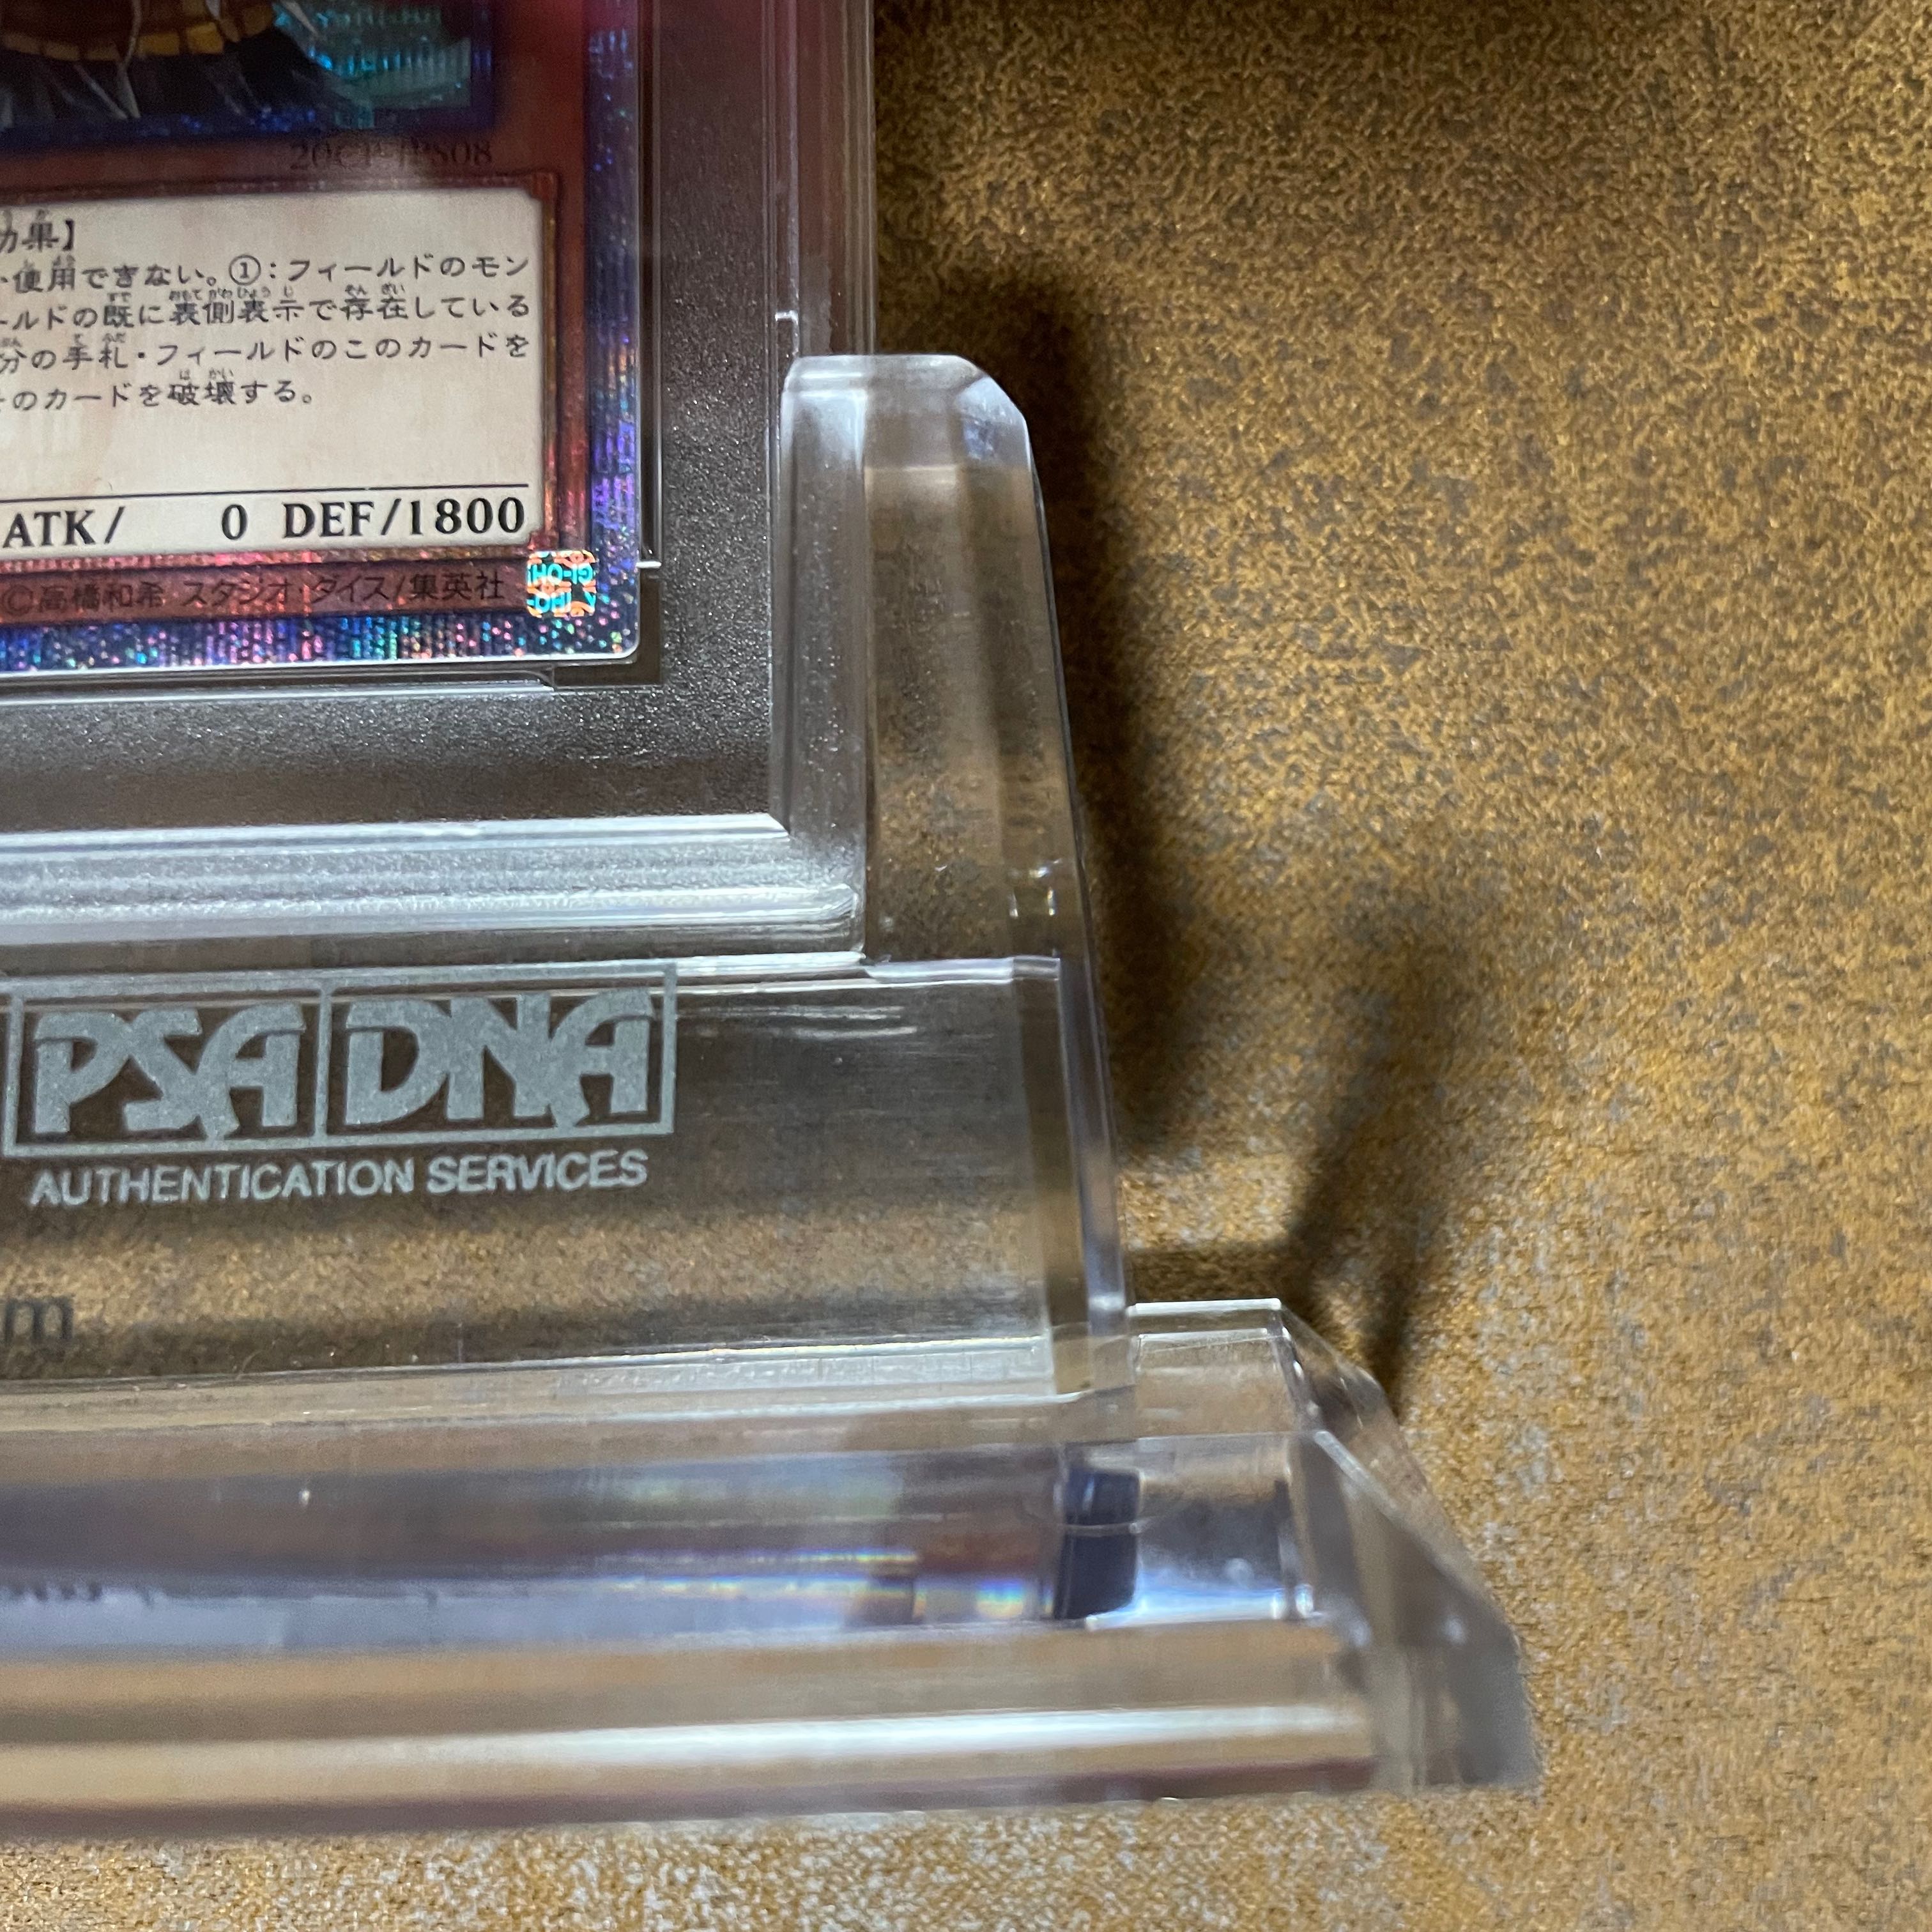 20CP-JPS08
効果】
使用できない。①：フィールドのモン
ールドの既に表側表示で存在している
分の手札・フィールドのこのカードを
のカードを破壊する。
ATK/ 0 DEF/1800
©高橋和希 スタジオ・ダイス/集英社
PSA DNA
AUTHENTICATION SERVICES
m